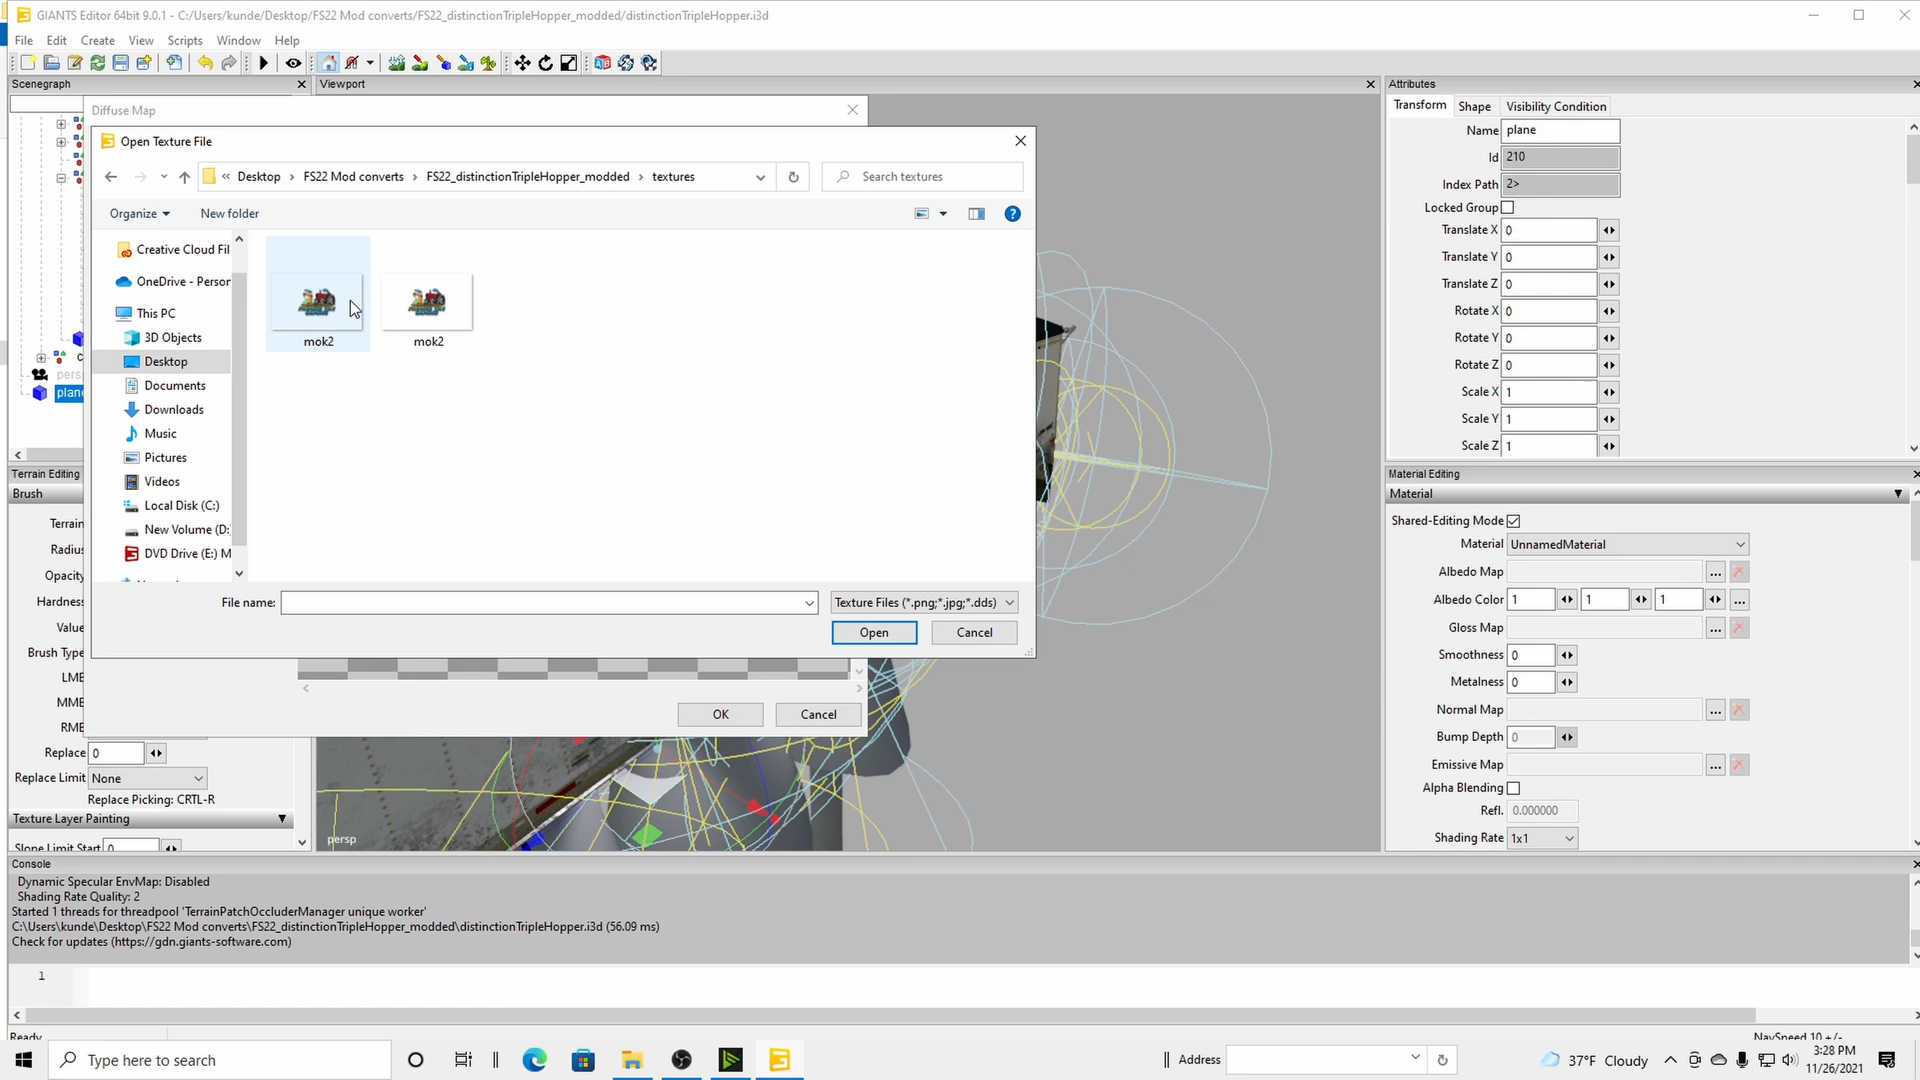 GIANTS Editor 64bit 9.0.1 - C:/Users/kunde/Desktop/FS22 Mod converts/FS22_distinctionTripleHopper_modded/distinctionTripleHopper.i3d
File Edit Create View Scripts Window Help
Scenegraph
Viewport
Attributes
Diffuse Map
Open Texture File
« Desktop › FS22 Mod converts › FS22_distinctionTripleHopper_modded › textures
Search textures
Organize
New folder
Creative Cloud Fil
OneDrive - Person
This PC
3D Objects
Desktop
Documents
Downloads
Music
Pictures
Videos
Local Disk (C:)
New Volume (D:
DVD Drive (E:) M
mok2
mok2
File name:
Texture Files (*.png;*.jpg;*.dds)
Open
Cancel
OK
Cancel
persp
Transform Shape Visibility Condition
Name plane
Id 210
Index Path 2>
Locked Group
Translate X 0
Translate Y 0
Translate Z 0
Rotate X 0
Rotate Y 0
Rotate Z 0
Scale X 1
Scale Y 1
Scale Z 1
Terrain Editing
Brush
Terrain
Radius
Opacity
Hardness
Value
Brush Type
LMB
MMB
RMB
Replace 0
Replace Limit None
Replace Picking: CRTL-R
Texture Layer Painting
Slope Limit Start 0
Material Editing
Material
Shared-Editing Mode
Material UnnamedMaterial
Albedo Map ...
Albedo Color 1 1 1 ...
Gloss Map ...
Smoothness 0
Metalness 0
Normal Map ...
Bump Depth 0
Emissive Map ...
Alpha Blending
Refl. 0.000000
Shading Rate 1x1
Console
Dynamic Specular EnvMap: Disabled
Shading Rate Quality: 2
Started 1 threads for threadpool 'TerrainPatchOccluderManager unique worker'
C:\Users\kunde\Desktop\FS22 Mod converts\FS22_distinctionTripleHopper_modded\distinctionTripleHopper.i3d (56.09 ms)
Check for updates (https://gdn.giants-software.com)
1
Ready
NavSpeed 10 +/-
Type here to search
Address
37°F Cloudy
3:28 PM
11/26/2021